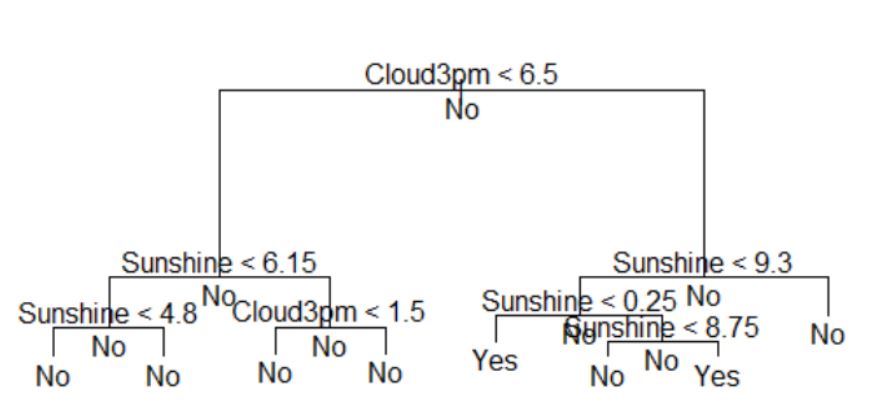 Cloud3pm < 6.5
No
Sunshine < 6.15
Sunshine < 9.3
No
No
Sunshine < 4.8
Cloud3pm < 1.5
Sunshine < 0.25
No
No
No
Sunshine < 8.75
No
No
No
No
No
Yes
No
No
Yes